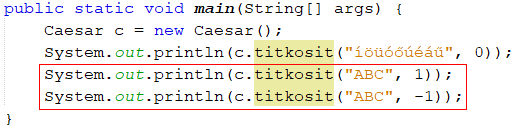 public static void main(String[] args) {
Caesar c = new Caesar();
System.out.println(c.titkosit("íöüóőúéáű", 0));
System.out.println(c.titkosit("ABC", 1));
System.out.println(c.titkosit("ABC", -1));
}